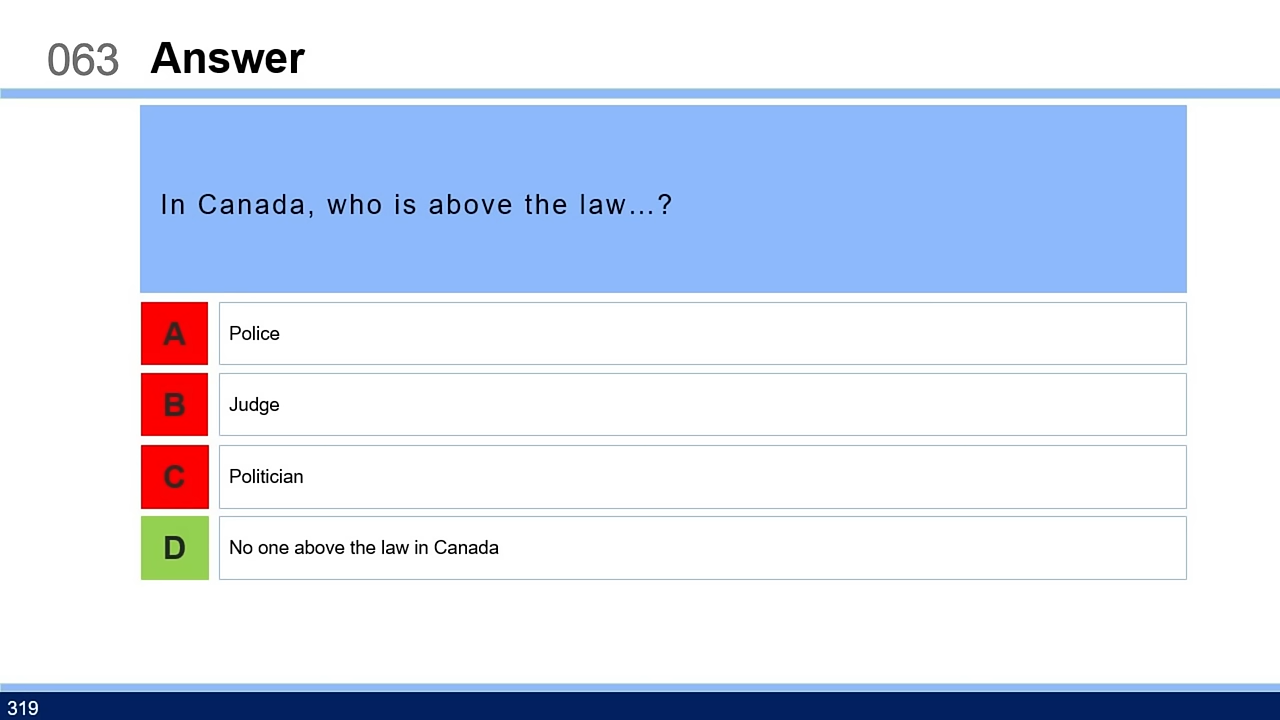 063 Answer
In Canada, who is above the law...?
A Police
B Judge
C Politician
D No one above the law in Canada
319